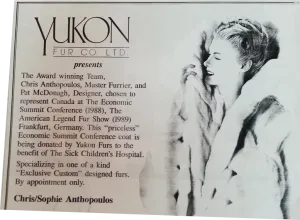 YUKON
FUR CO. LTD.
presents
The Award winning Team,
Chris Anthopoulos, Master Furrier, and
Pat McDonagh, Designer, chosen to
represent Canada at The Economic
Summit Conference (1988), The
American Legend Fur Show (1989)
Frankfurt, Germany. This "priceless"
Economic Summit Conference coat is
being donated by Yukon Furs to the
benefit of The Sick Children's Hospital.
Specializing in one of a kind
"Exclusive Custom" designed furs.
By appointment only.
Chris/Sophie Anthopoulos